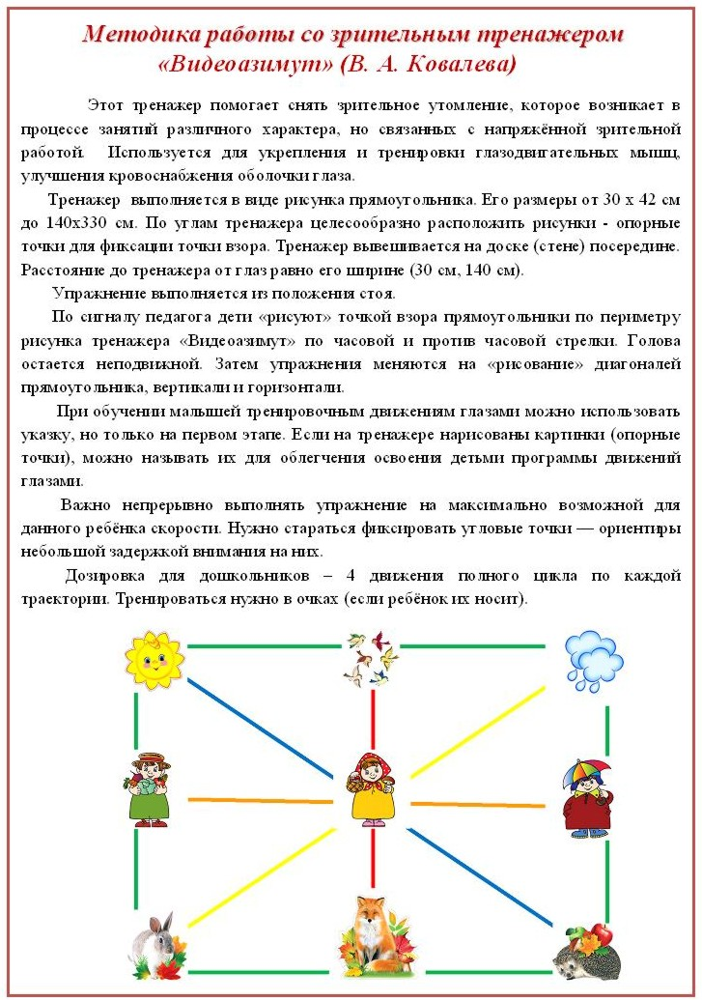 Методика работы со зрительным тренажером
«Видеоазимут» (В. А. Ковалева)
Этот тренажер помогает снять зрительное утомление, которое возникает в
процессе занятий различного характера, но связанных с напряжённой зрительной
работой. Используется для укрепления и тренировки глазодвигательных мышц,
улучшения кровоснабжения оболочки глаза.
Тренажер выполняется в виде рисунка прямоугольника. Его размеры от 30 х 42 см
до 140х330 см. По углам тренажера целесообразно расположить рисунки - опорные
точки для фиксации точки взора. Тренажер вывешивается на доске (стене) посередине.
Расстояние до тренажера от глаз равно его ширине (30 см, 140 см).
Упражнение выполняется из положения стоя.
По сигналу педагога дети «рисуют» точкой взора прямоугольники по периметру
рисунка тренажера «Видеоазимут» по часовой и против часовой стрелки. Голова
остается неподвижной. Затем упражнения меняются на «рисование» диагоналей
прямоугольника, вертикали и горизонтали.
При обучении малышей тренировочным движениям глазами можно использовать
указку, но только на первом этапе. Если на тренажере нарисованы картинки (опорные
точки), можно называть их для облегчения освоения детьми программы движений
глазами.
Важно непрерывно выполнять упражнение на максимально возможной для
данного ребёнка скорости. Нужно стараться фиксировать угловые точки — ориентиры
небольшой задержкой внимания на них.
Дозировка для дошкольников – 4 движения полного цикла по каждой
траектории. Тренироваться нужно в очках (если ребёнок их носит).